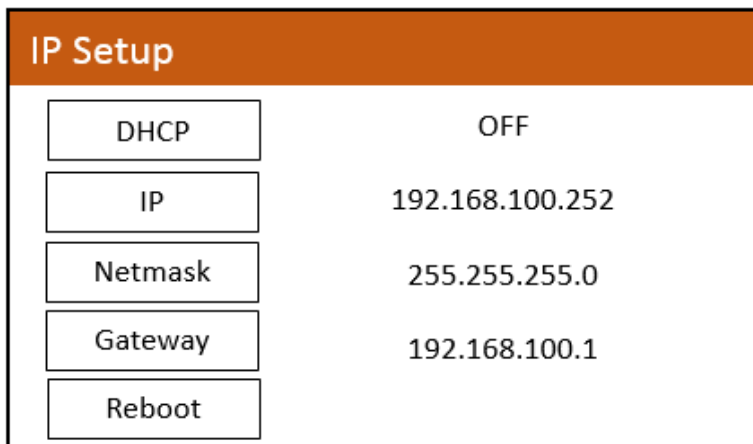 IP Setup
DHCP OFF
IP 192.168.100.252
Netmask 255.255.255.0
Gateway 192.168.100.1
Reboot